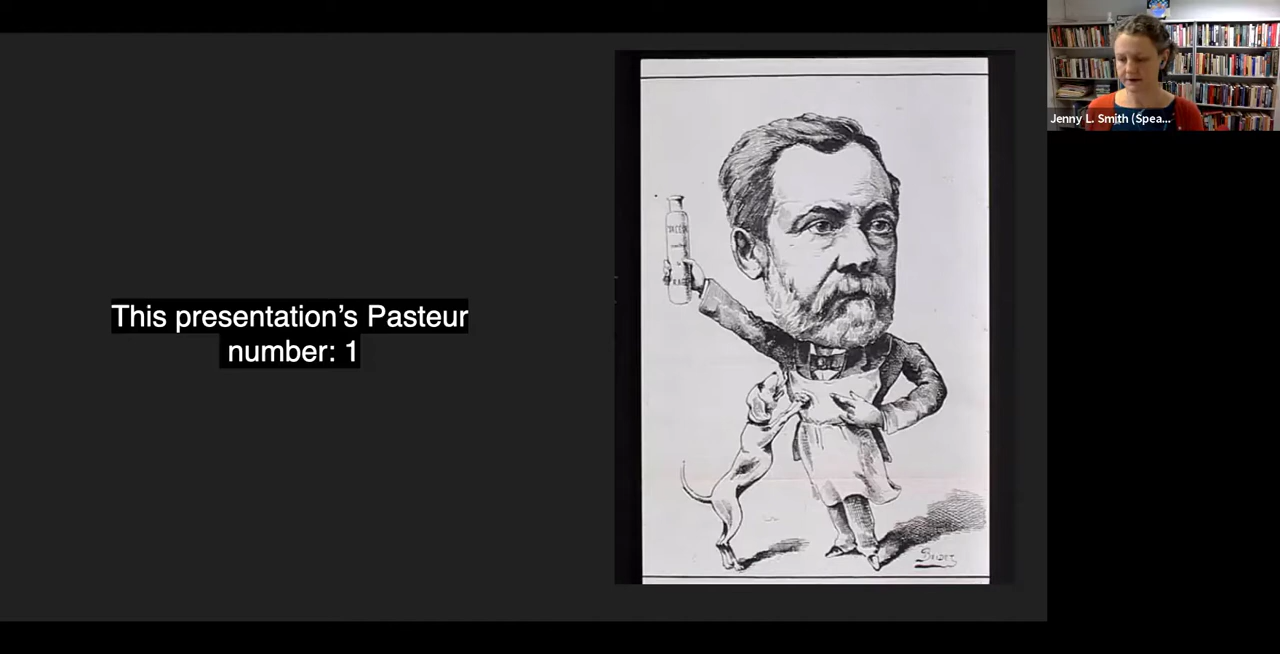 This presentation's Pasteur
number: 1
Jenny L. Smith (Spea...